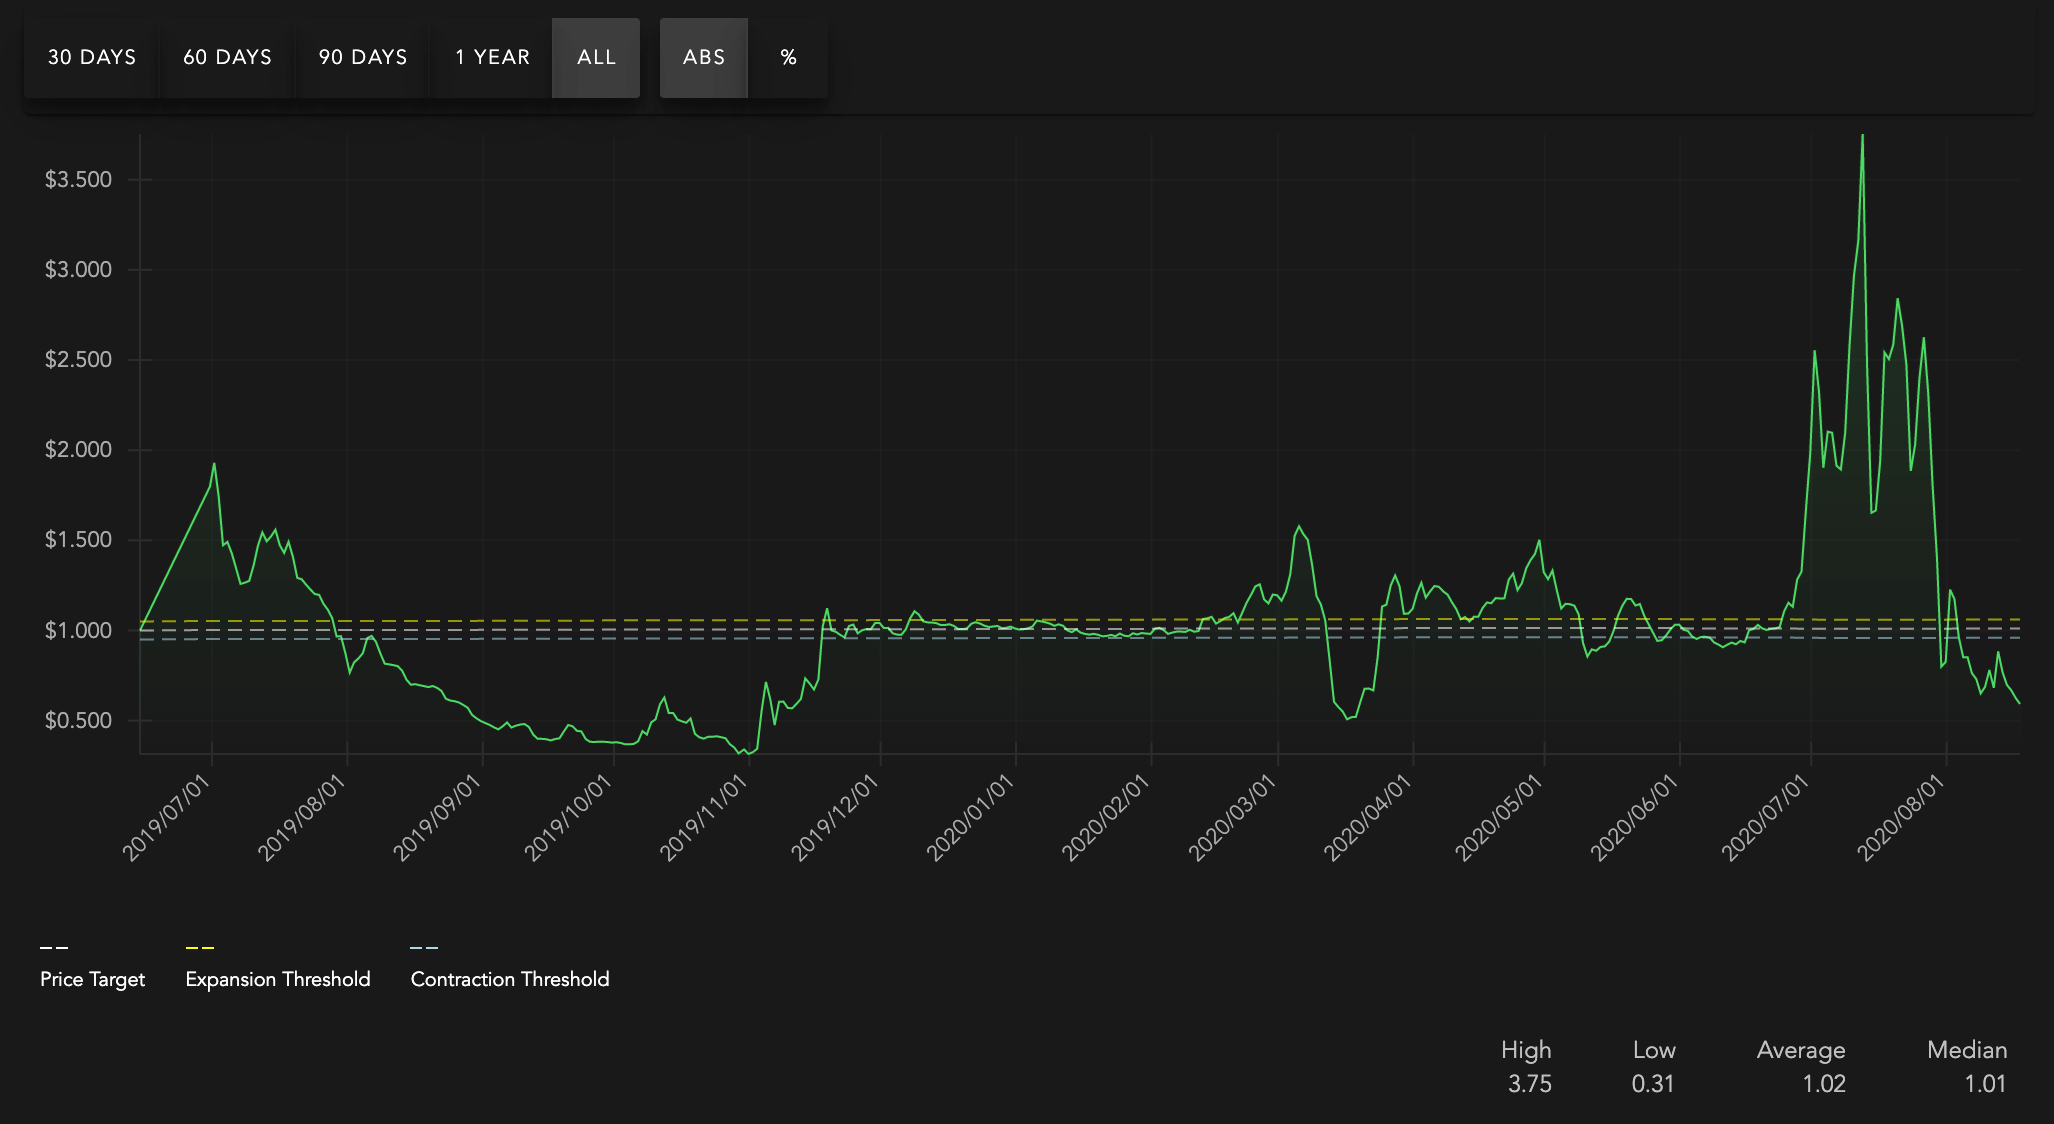 30 DAYS 60 DAYS 90 DAYS 1 YEAR ALL ABS %
$3.500
$3.000
$2.500
$2.000
$1.500
$1.000
$0.500
2019/07/01 2019/08/01 2019/09/01 2019/10/01 2019/11/01 2019/12/01 2020/01/01 2020/02/01 2020/03/01 2020/04/01 2020/05/01 2020/06/01 2020/07/01 2020/08/01
Price Target Expansion Threshold Contraction Threshold
High Low Average Median
3.75 0.31 1.02 1.01